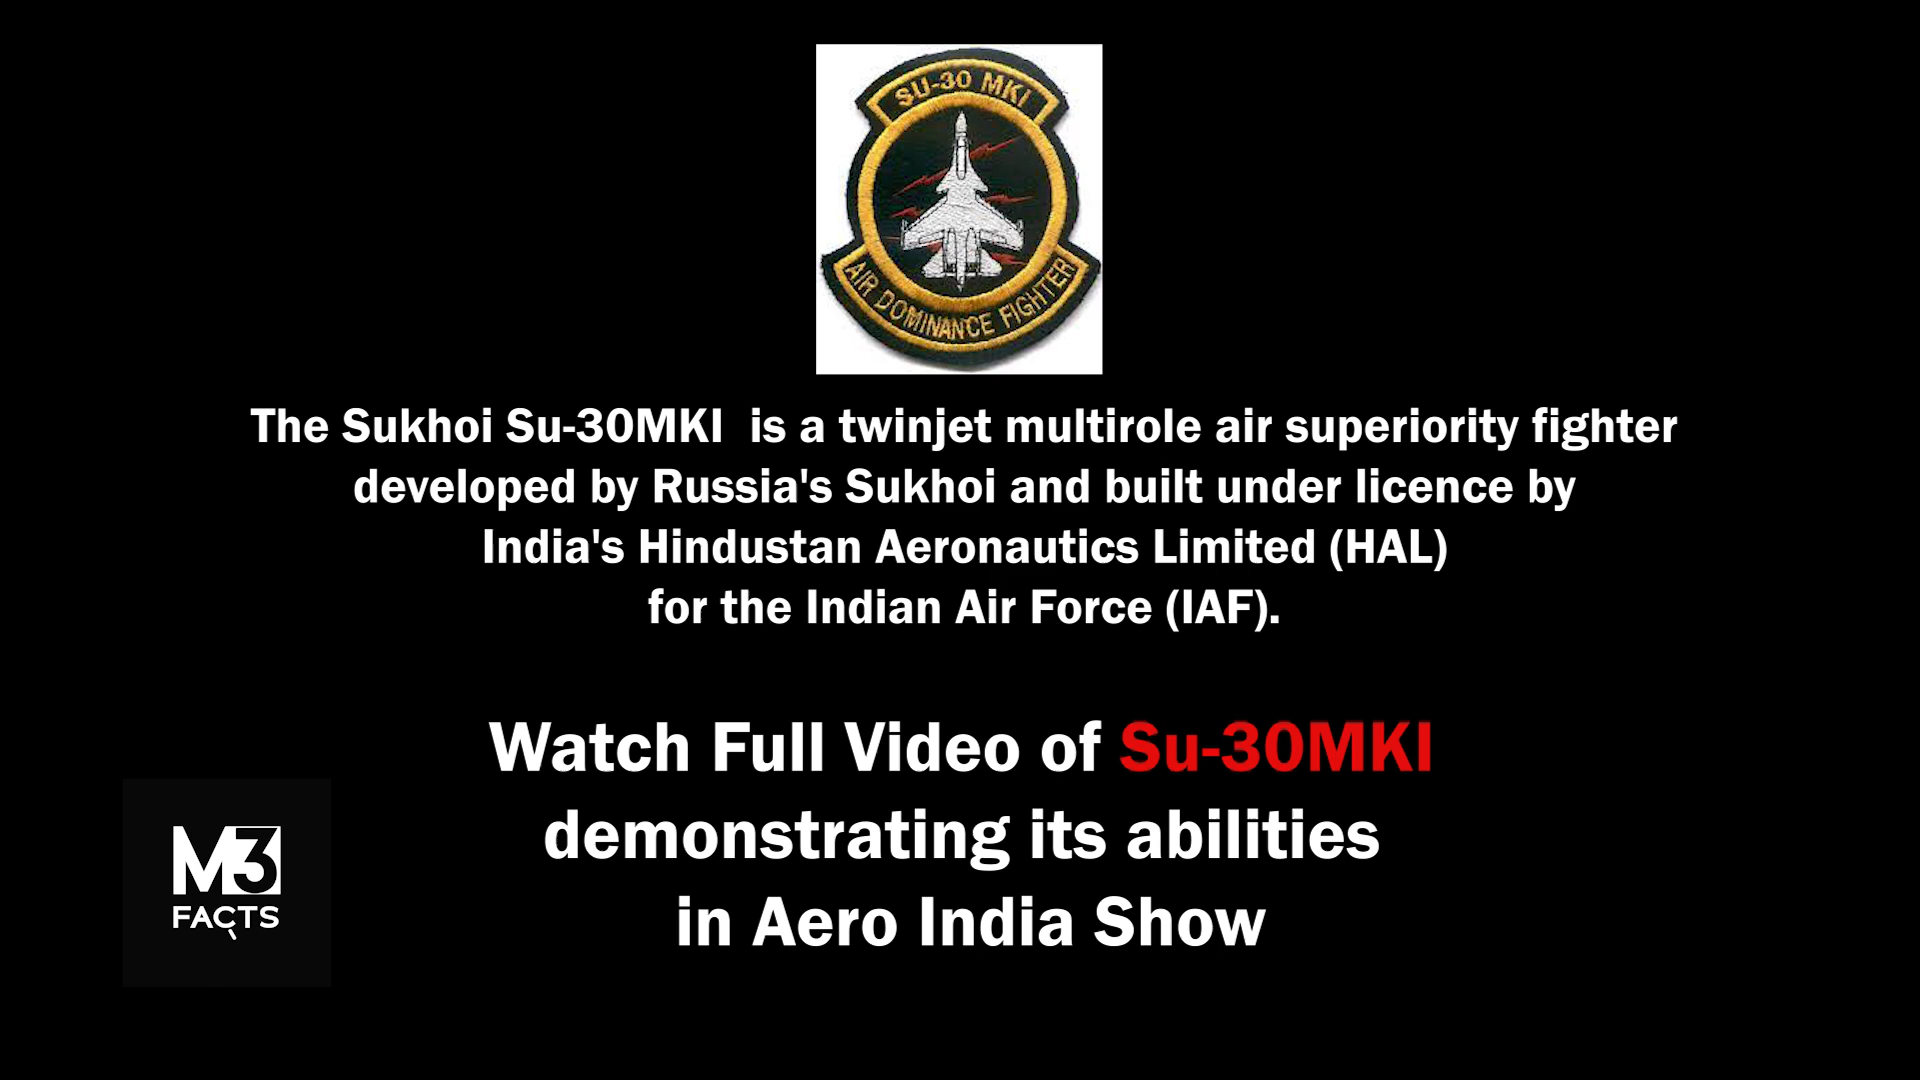 SU-30 MKI
AIR DOMINANCE FIGHTER
The Sukhoi Su-30MKI is a twinjet multirole air superiority fighter
developed by Russia's Sukhoi and built under licence by
India's Hindustan Aeronautics Limited (HAL)
for the Indian Air Force (IAF).
Watch Full Video of Su-30MKI
demonstrating its abilities
in Aero India Show
M3
FACTS